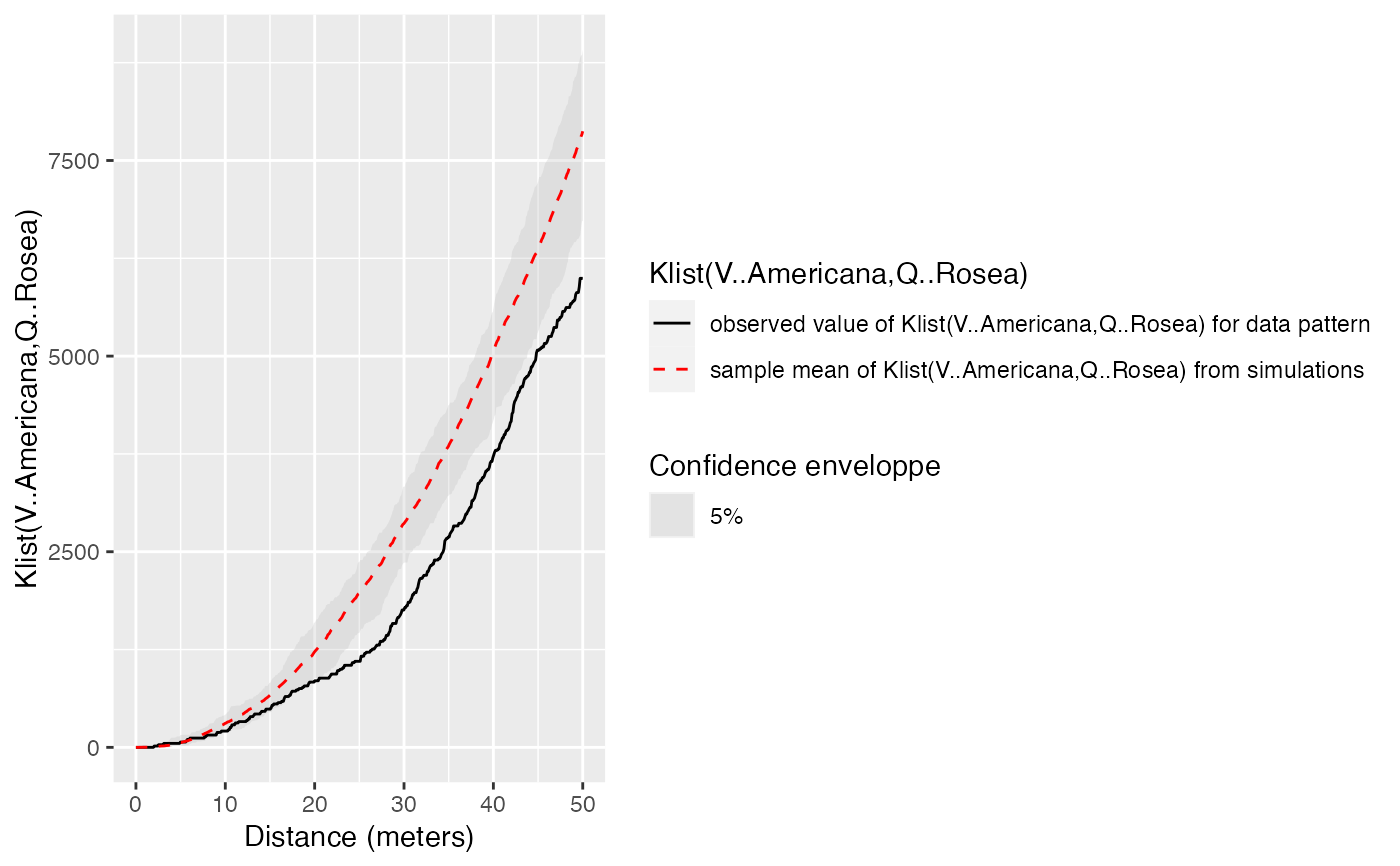 7500
5000
2500
0
Klist(V..Americana,Q..Rosea)
0 10 20 30 40 50
Distance (meters)
Klist(V..Americana,Q..Rosea)
observed value of Klist(V..Americana,Q..Rosea) for data pattern
sample mean of Klist(V..Americana,Q..Rosea) from simulations
Confidence enveloppe
5%